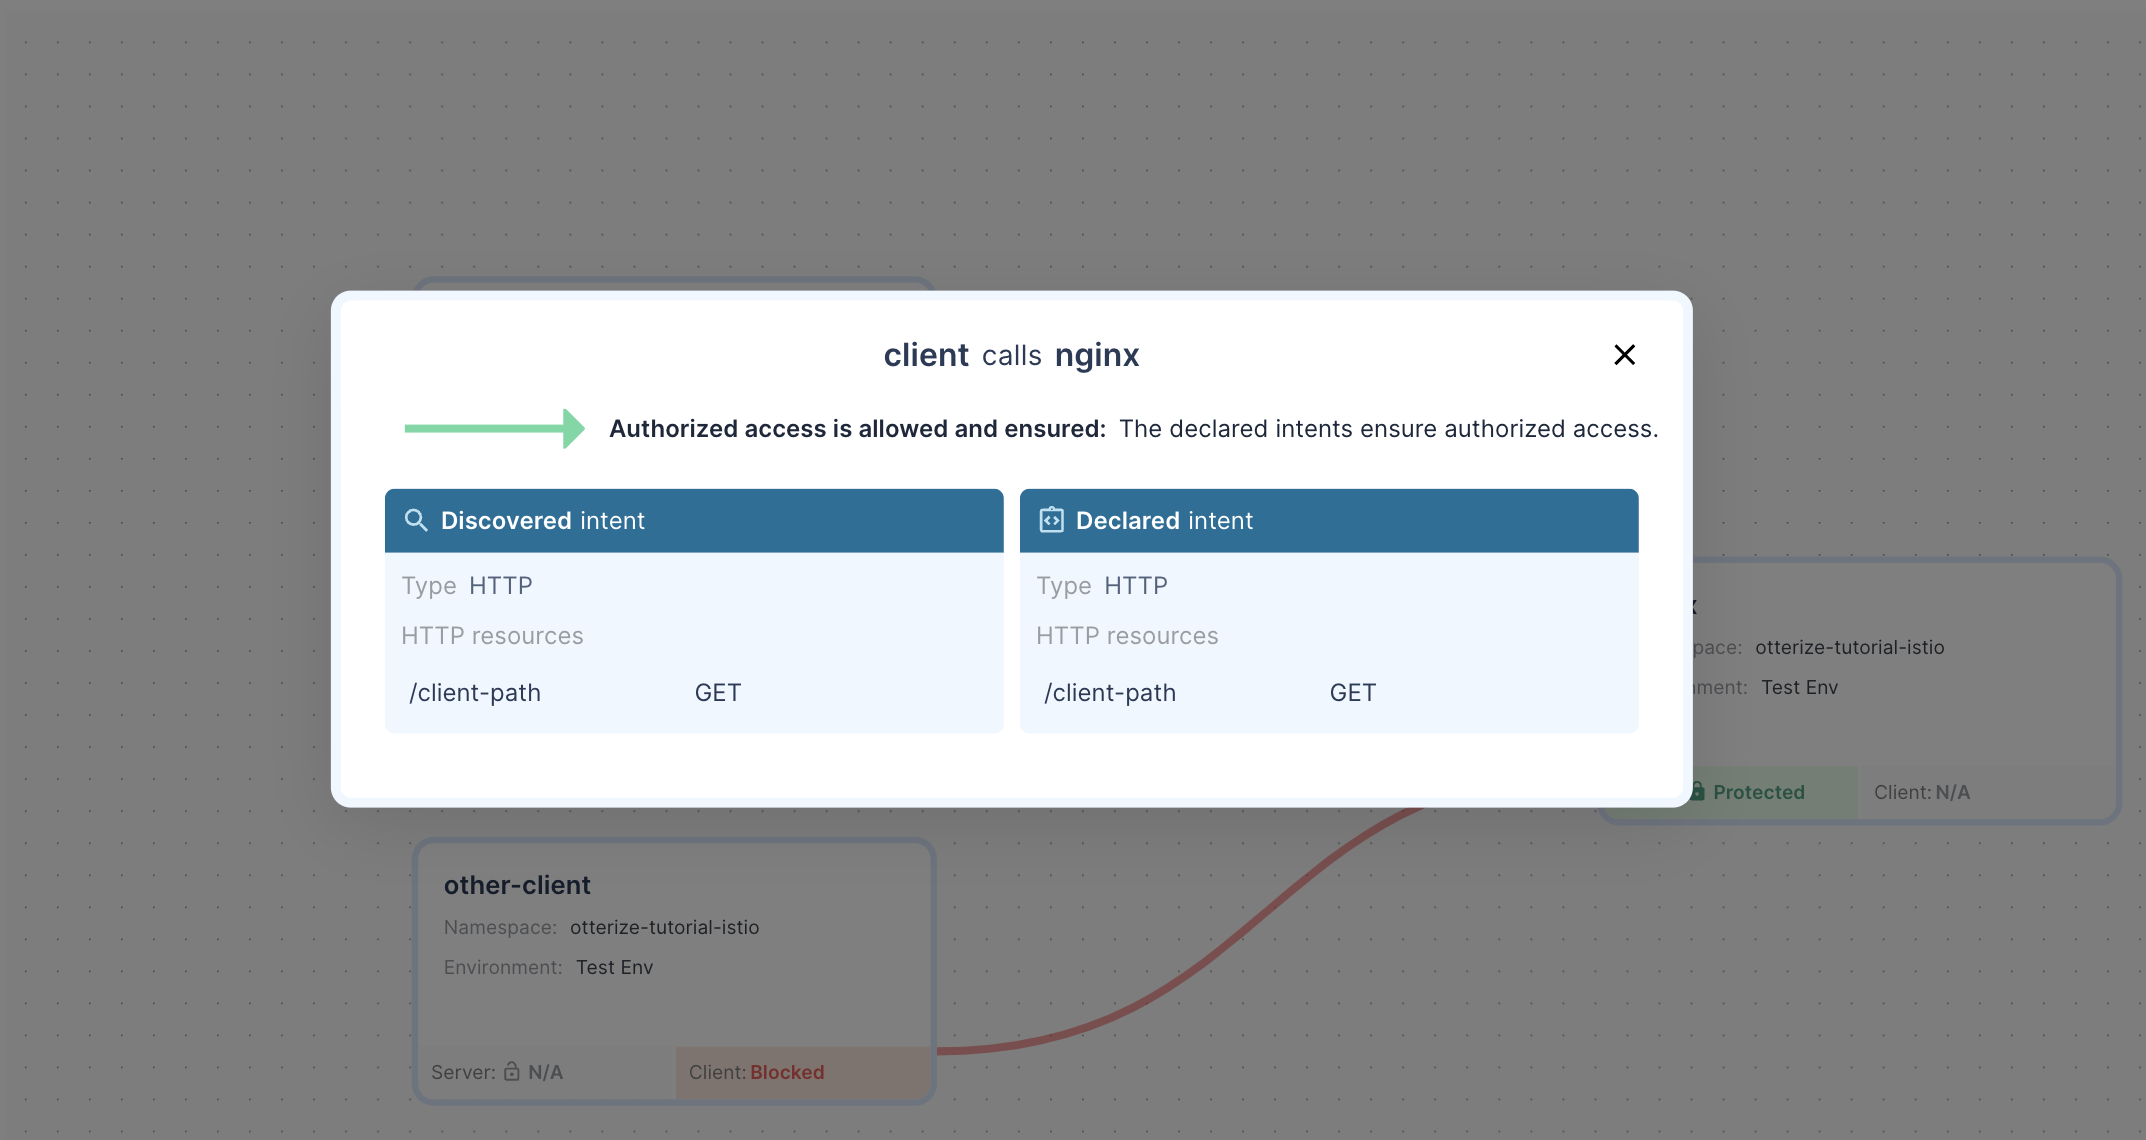 client calls nginx
Authorized access is allowed and ensured: The declared intents ensure authorized access.
Discovered intent
Type HTTP
HTTP resources
/client-path GET
Declared intent
Type HTTP
HTTP resources
/client-path GET
otterize-tutorial-istio
Test Env
Protected
Client: N/A
other-client
Namespace: otterize-tutorial-istio
Environment: Test Env
Server: N/A
Client: Blocked